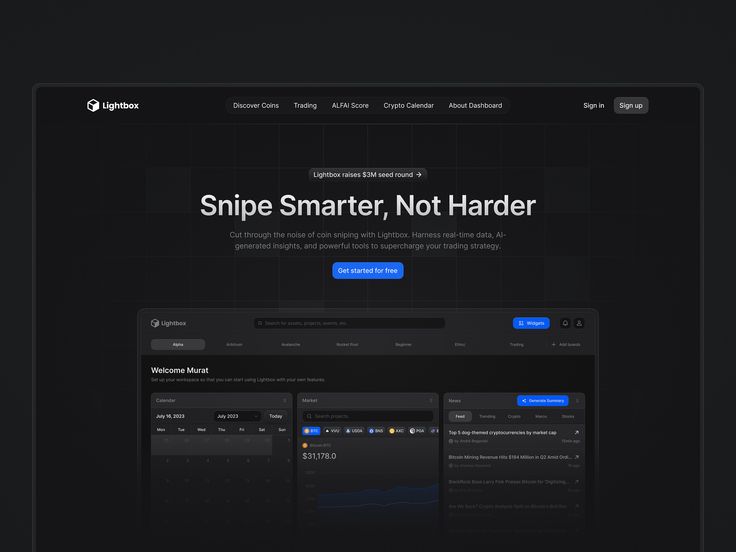 Lightbox
Discover Coins Trading ALFAI Score Crypto Calendar About Dashboard
Sign in Sign up
Lightbox raises $3M seed round →
Snipe Smarter, Not Harder
Cut through the noise of coin sniping with Lightbox. Harness real-time data, AI-
generated insights, and powerful tools to supercharge your trading strategy.
Get started for free
Lightbox
Search for assets, projects, events, etc..
Widgets
Alpha Arbitrum Avalanche Rocket Pool Beginner Ethos Trading + Add boards
Welcome Murat
Set up your workspace so that you can start using Lightbox with your own features.
Calendar
July 16, 2023 July 2023 Today
Mon Tue Wed Thu Fri Sat Sun
Market
Search projects
BTC VVU USDA BNS AXC PGA
Bitcoin BTC
$31,178.0
News
Generate Summary
Feed Trending Crypto Macro Stocks
Top 5 dog-themed cryptocurrencies by market cap
Bitcoin Mining Revenue Hits $184 Million in Q2 Amid Ordi...
BlackRock Boss Larry Fink Praises Bitcoin for 'Digitizing...